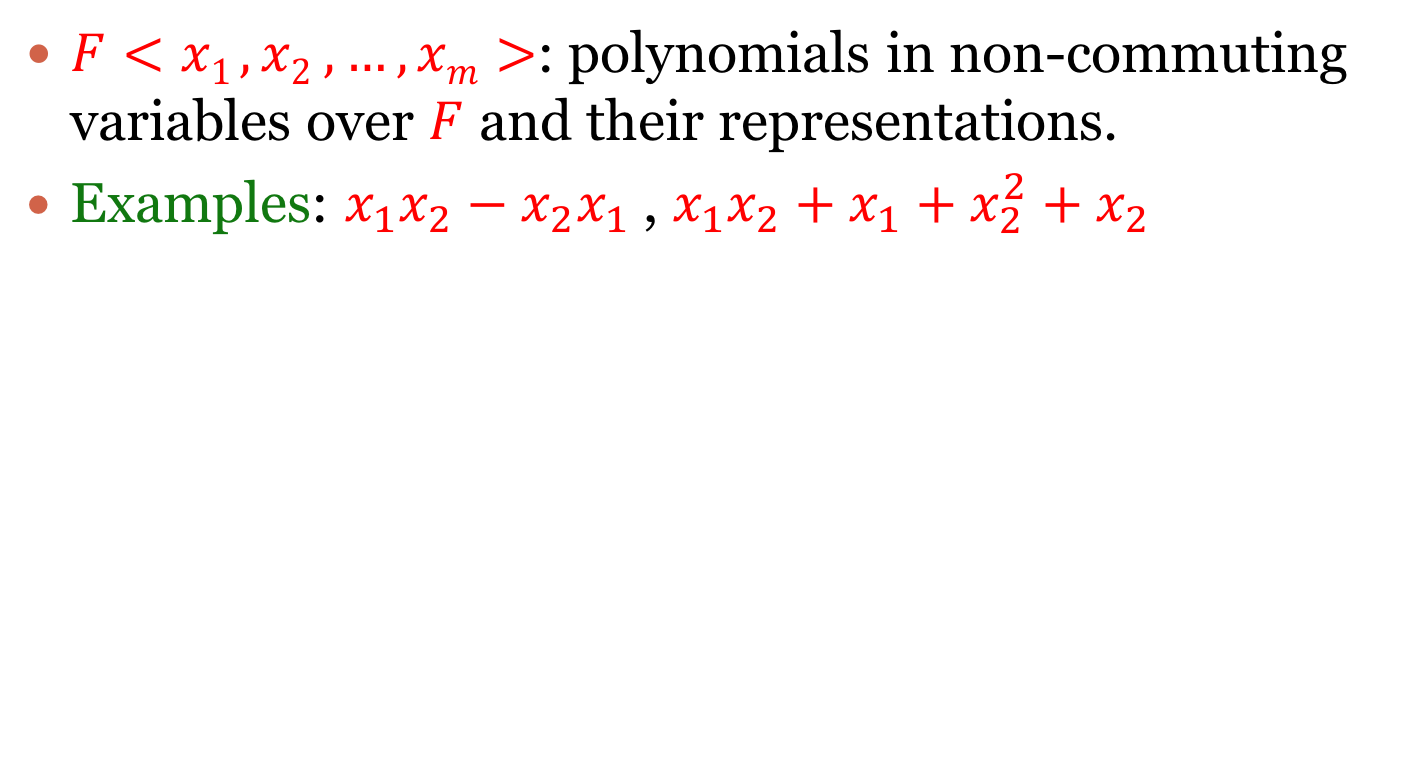 • 𝐹 < 𝑥₁, 𝑥₂ , … , 𝑥ₘ >: polynomials in non-commuting
variables over 𝐹 and their representations.
• Examples: 𝑥₁𝑥₂ − 𝑥₂𝑥₁ , 𝑥₁𝑥₂ + 𝑥₁ + 𝑥₂² + 𝑥₂